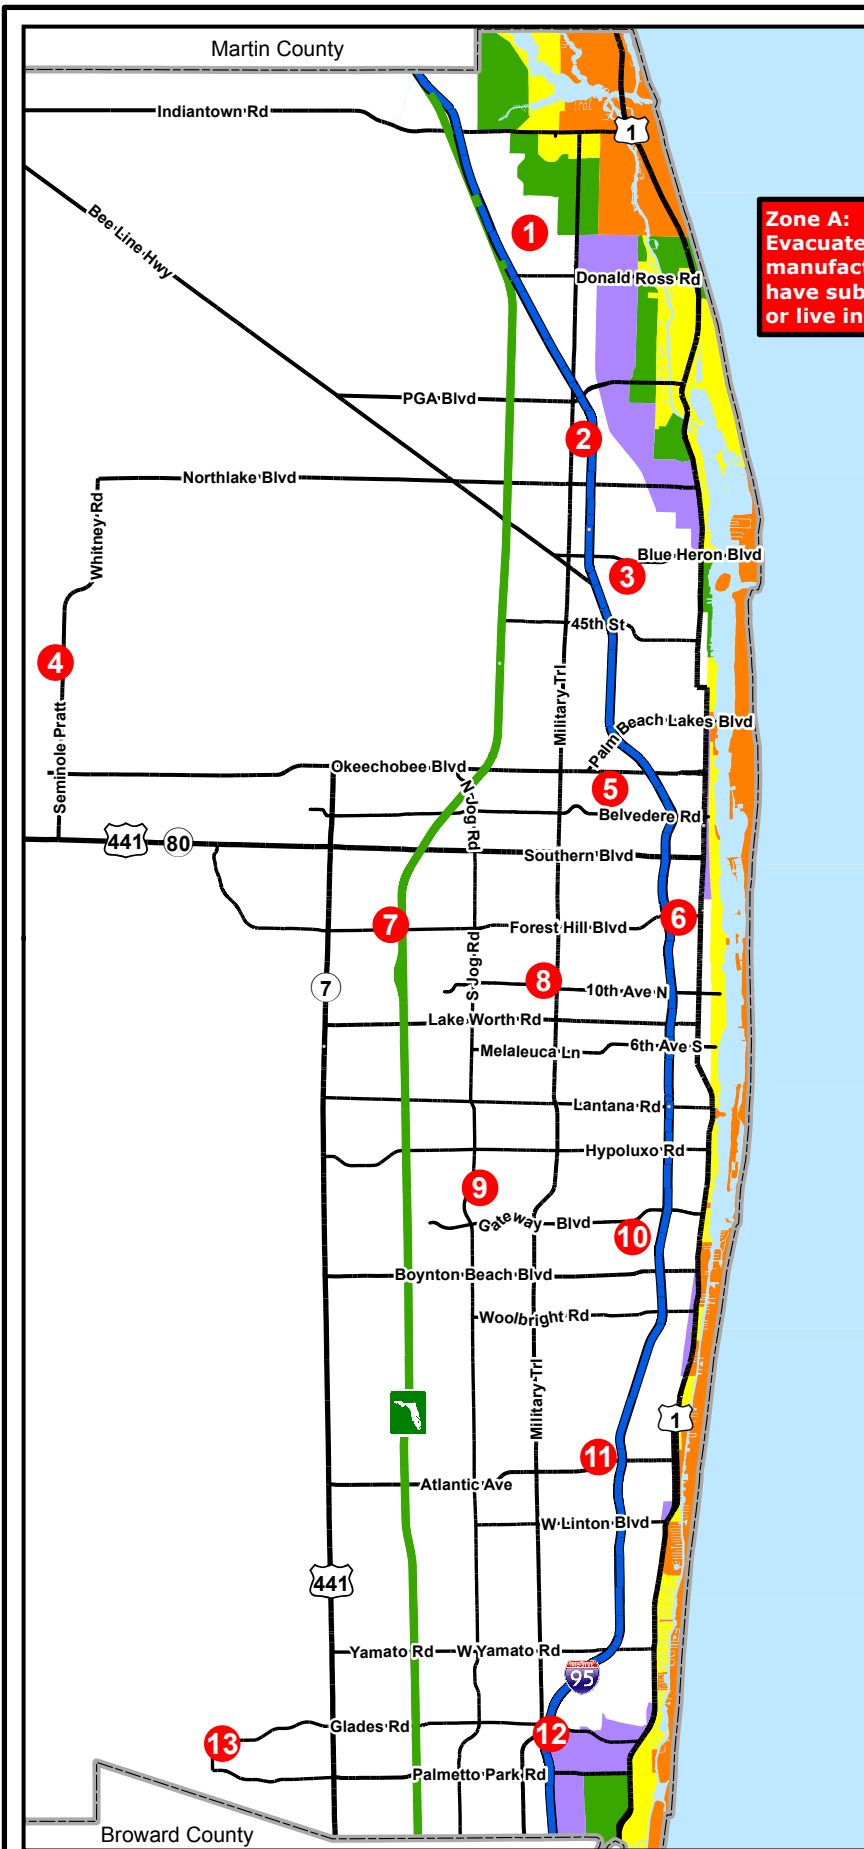 Martin County
Indiantown Rd
1
Bee Line Hwy
Zone A:
Evacuate
manufact
have sub
or live in
1
Donald Ross Rd
PGA Blvd
2
Northlake Blvd
Whitney Rd
Blue Heron Blvd
3
45th St
4
Military Trl
Seminole Pratt
Palm Beach Lakes Blvd
Okeechobee Blvd
5
N Jog Rd
Belvedere Rd
441
80
Southern Blvd
6
7
Forest Hill Blvd
S Jog Rd
8
7
10th Ave N
Lake Worth Rd
6th Ave S
Melaleuca Ln
Lantana Rd
Hypoluxo Rd
9
Gateway Blvd
10
Boynton Beach Blvd
Woolbright Rd
Military Trl
1
11
Atlantic Ave
W Linton Blvd
441
Yamato Rd
W Yamato Rd
95
Glades Rd
12
13
Palmetto Park Rd
Broward County